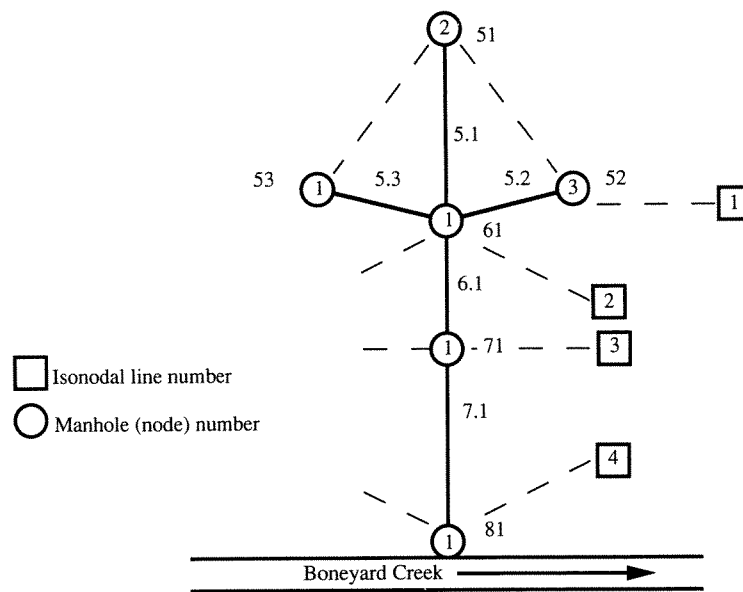 2 51
5.1
53 1 5.3 5.2 3 52
1
1 61
6.1
2
1 71 3
Isonodal line number
Manhole (node) number
7.1
4
81
1
Boneyard Creek